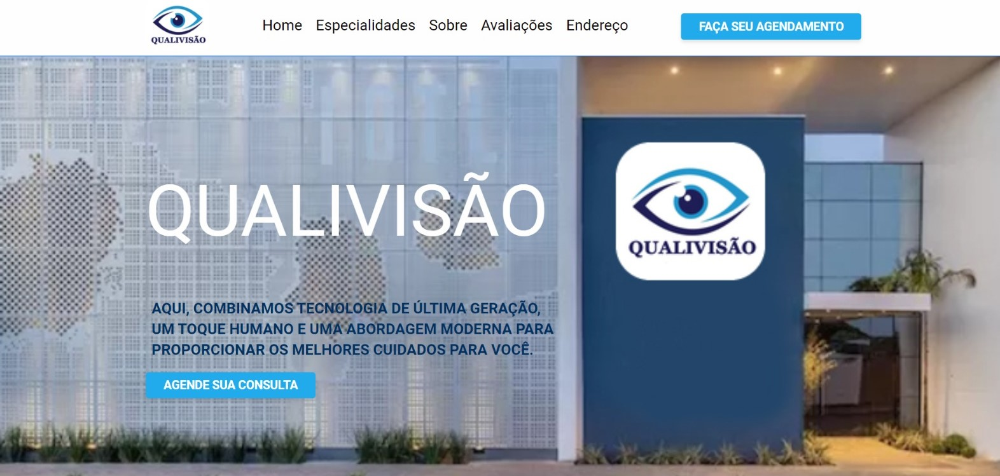 QUALIVISÃO
Home Especialidades Sobre Avaliações Endereço
FAÇA SEU AGENDAMENTO
QUALIVISÃO
QUALIVISÃO
AQUI, COMBINAMOS TECNOLOGIA DE ÚLTIMA GERAÇÃO,
UM TOQUE HUMANO E UMA ABORDAGEM MODERNA PARA
PROPORCIONAR OS MELHORES CUIDADOS PARA VOCÊ.
AGENDE SUA CONSULTA